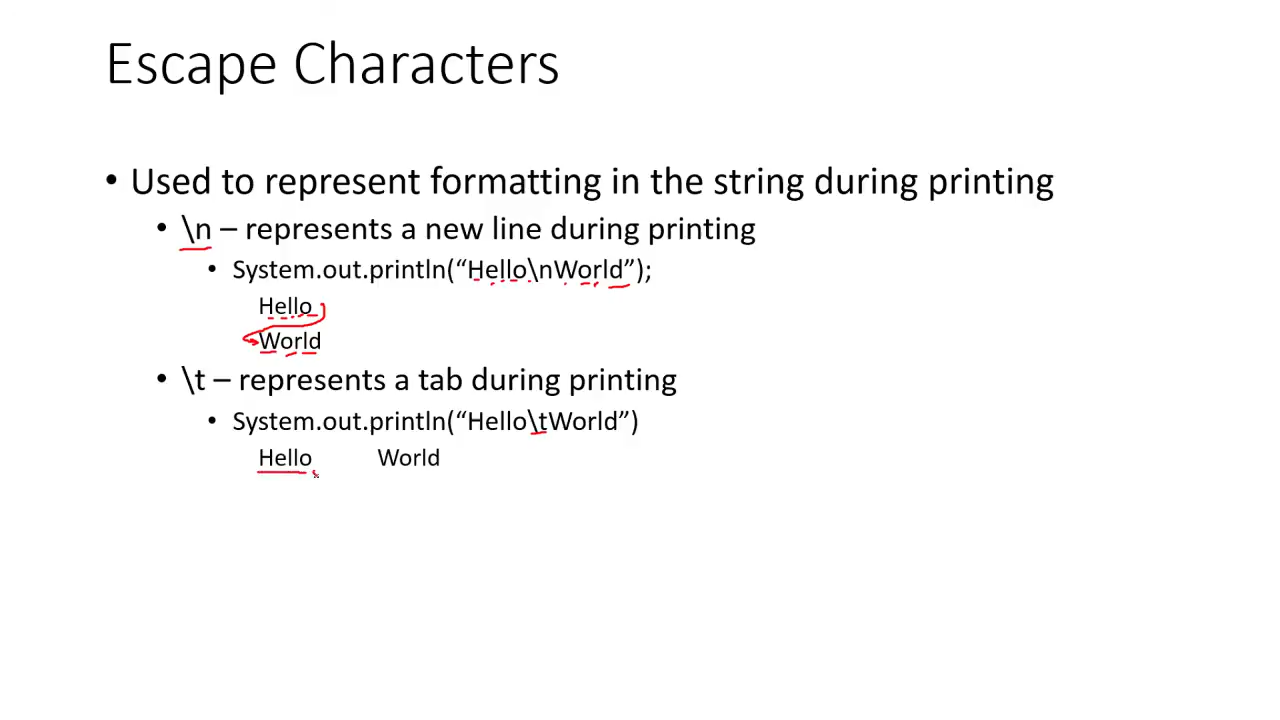 Escape Characters
• Used to represent formatting in the string during printing
• \n – represents a new line during printing
• System.out.println(“Hello\nWorld”);
Hello
World
• \t – represents a tab during printing
• System.out.println(“Hello\tWorld”)
Hello World